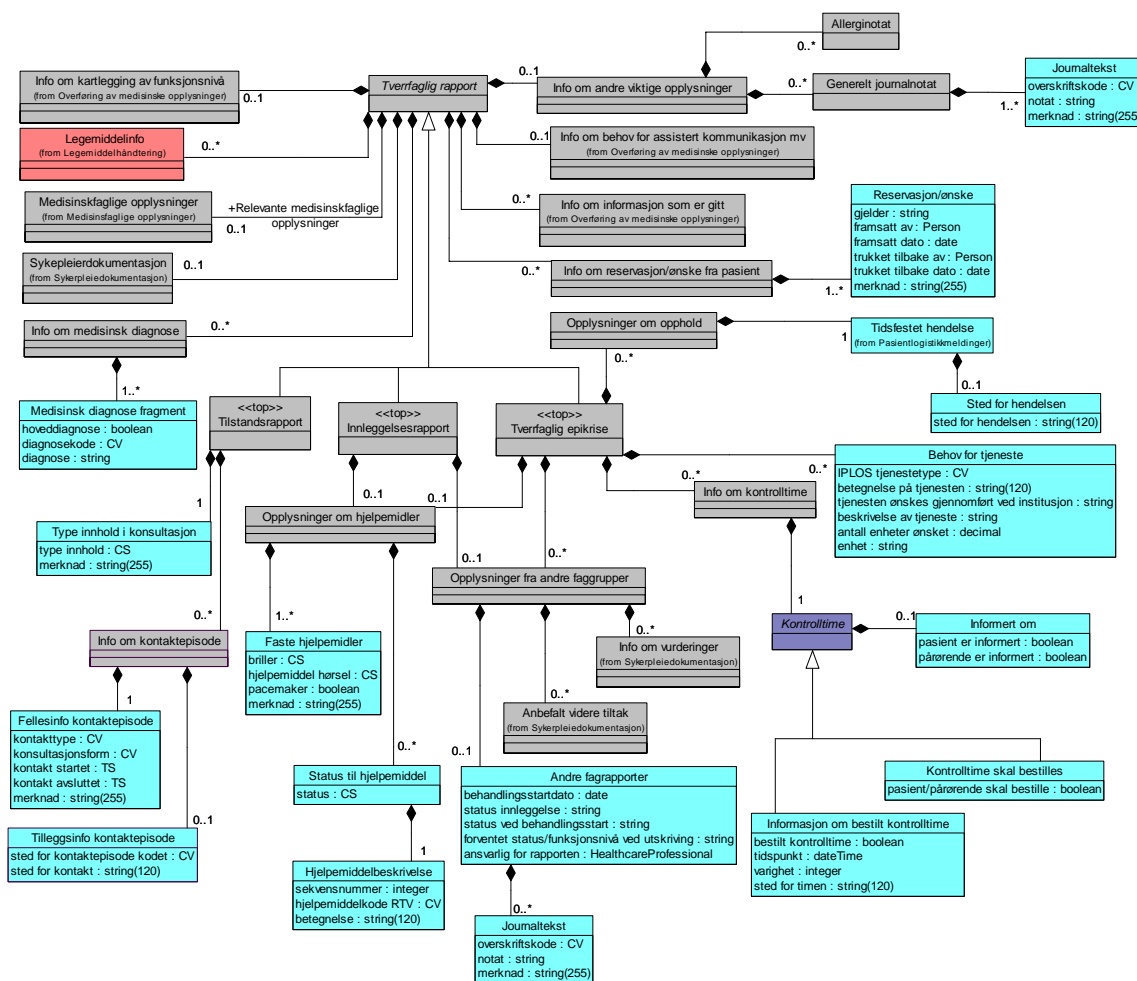 Allerginotat
0..*
Info om kartlegging av funksjonsnivå
(from Overføring av medisinske opplysninger)
0..1
Tverrfaglig rapport
0..1
Info om andre viktige opplysninger
0..*
Generelt journalnotat
1..*
Journaltekst
overskriftskode : CV
notat : string
merknad : string(255)
Legemiddelinfo
(from Legemiddelhåndtering)
0..*
0..1
Info om behov for assistert kommunikasjon mv
(from Overføring av medisinske opplysninger)
Medisinskfaglige opplysninger
(from Medisinsfaglige opplysninger)
+Relevante medisinskfaglige
opplysninger
0..1
0..*
Info om informasjon som er gitt
(from Overføring av medisinske opplysninger)
Reservasjon/ønske
gjelder : string
framsatt av : Person
framsatt dato : date
trukket tilbake av : Person
trukket tilbake dato : date
merknad : string(255)
Sykepleierdokumentasjon
(from Sykerpleiedokumentasjon)
0..1
0..*
Info om reservasjon/ønske fra pasient
1..*
Info om medisinsk diagnose
0..*
Opplysninger om opphold
0..*
1
Tidsfestet hendelse
(from Pasientlogistikkmeldinger)
1..*
0..1
Medisinsk diagnose fragment
hoveddiagnose : boolean
diagnosekode : CV
diagnose : string
<<top>>
Tilstandsrapport
<<top>>
Innleggelsesrapport
<<top>>
Tverrfaglig epikrise
Sted for hendelsen
sted for hendelsen : string(120)
Behov for tjeneste
IPLOS tjenestetype : CV
betegnelse på tjenesten : string(120)
tjenesten ønskes gjennomført ved institusjon : string
beskrivelse av tjeneste : string
antall enheter ønsket : decimal
enhet : string
0..*
0..*
Info om kontrolltime
1
0..1
0..1
Opplysninger om hjelpemidler
1
Type innhold i konsultasjon
type innhold : CS
merknad : string(255)
0..1
0..*
Opplysninger fra andre faggrupper
0..*
Info om kontaktepisode
1..*
Faste hjelpemidler
briller : CS
hjelpemiddel hørsel : CS
pacemaker : boolean
merknad : string(255)
0..*
Info om vurderinger
(from Sykerpleiedokumentasjon)
Kontrolltime
0..1
Informert om
pasient er informert : boolean
pårørende er informert : boolean
1
Fellesinfo kontaktepisode
kontakttype : CV
konsultasjonsform : CV
kontakt startet : TS
kontakt avsluttet : TS
merknad : string(255)
0..*
Anbefalt videre tiltak
(from Sykerpleiedokumentasjon)
0..*
Status til hjelpemiddel
status : CS
0..1
Andre fagrapporter
behandlingsstartdato : date
status innleggelse : string
status ved behandlingsstart : string
forventet status/funksjonsnivå ved utskriving : string
ansvarlig for rapporten : HealthcareProfessional
Kontrolltime skal bestilles
pasient/pårørende skal bestille : boolean
Informasjon om bestilt kontrolltime
bestilt kontrolltime : boolean
tidspunkt : dateTime
varighet : integer
sted for timen : string(120)
0..1
Tilleggsinfo kontaktepisode
sted for kontaktepisode kodet : CV
sted for kontakt : string(120)
1
Hjelpemiddelbeskrivelse
sekvensnummer : integer
hjelpemiddelkode RTV : CV
betegnelse : string(120)
0..*
Journaltekst
overskriftskode : CV
notat : string
merknad : string(255)